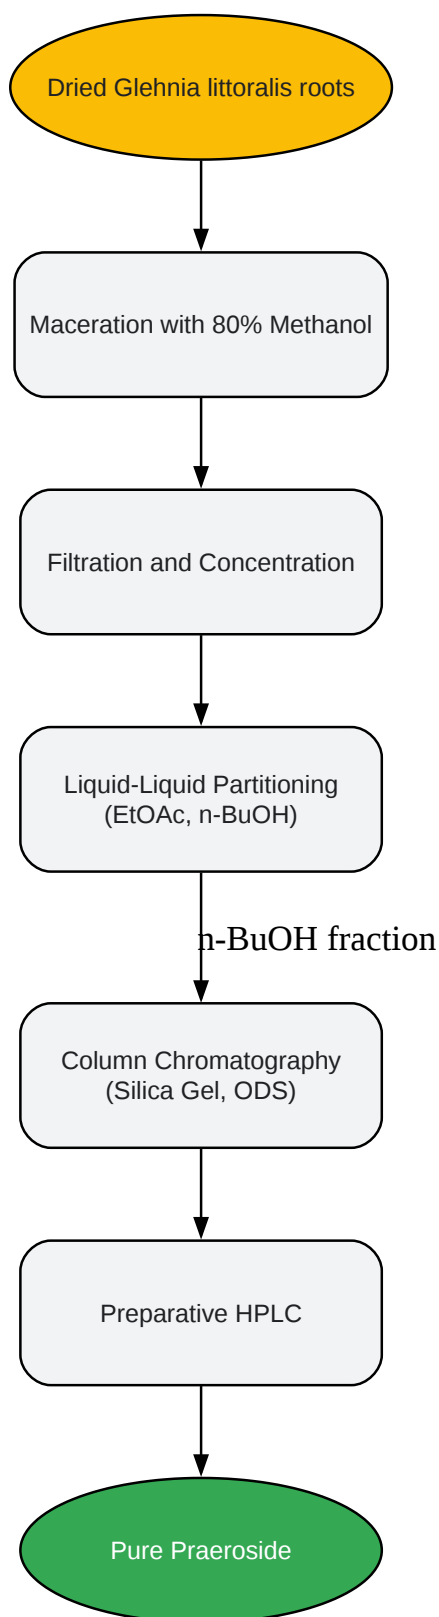 Dried Glehnia littoralis roots
Maceration with 80% Methanol
Filtration and Concentration
Liquid-Liquid Partitioning
(EtOAc, n-BuOH)
n-BuOH fraction
Column Chromatography
(Silica Gel, ODS)
Preparative HPLC
Pure Praeroside